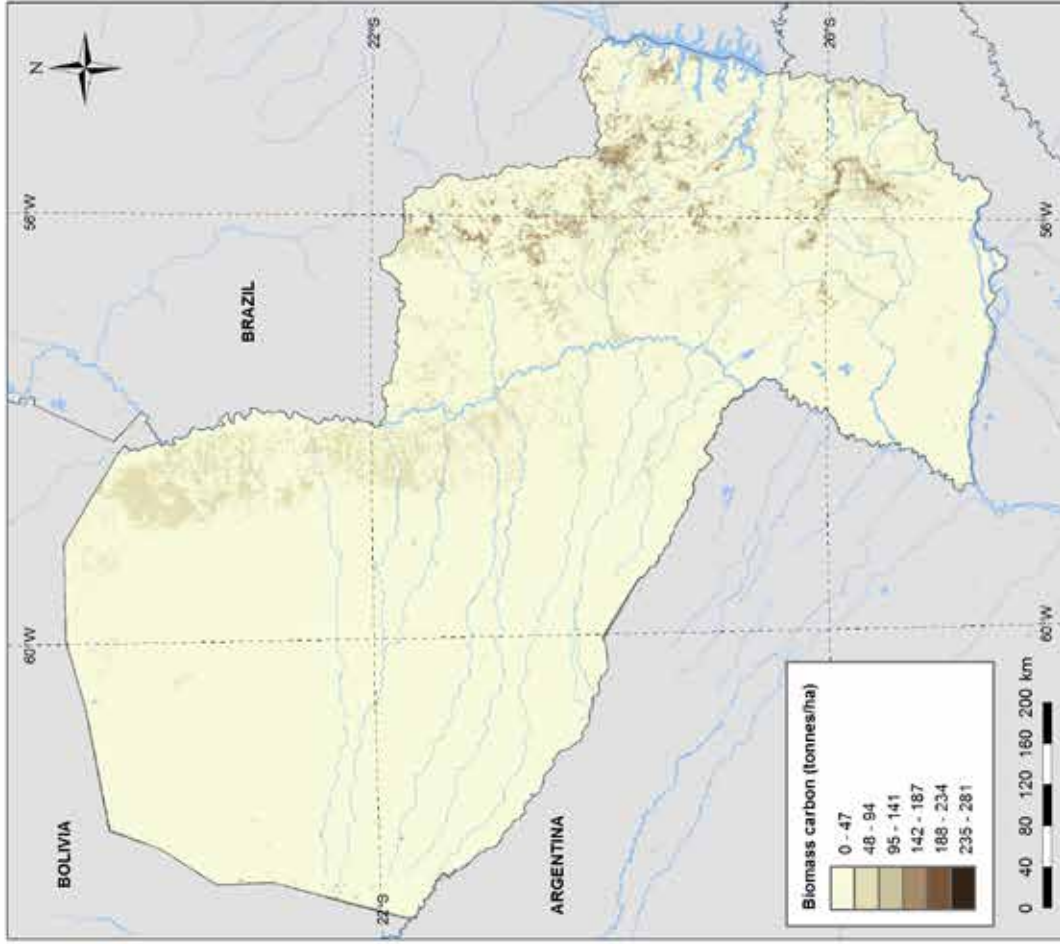 N
60°W
56°W
BOLIVIA
BRAZIL
22°S
22°S
26°S
ARGENTINA
60°W
56°W
Biomass carbon (tonnes/ha)
0 - 47
48 - 94
95 - 141
142 - 187
188 - 234
235 - 281
0 40 80 120 160 200 km